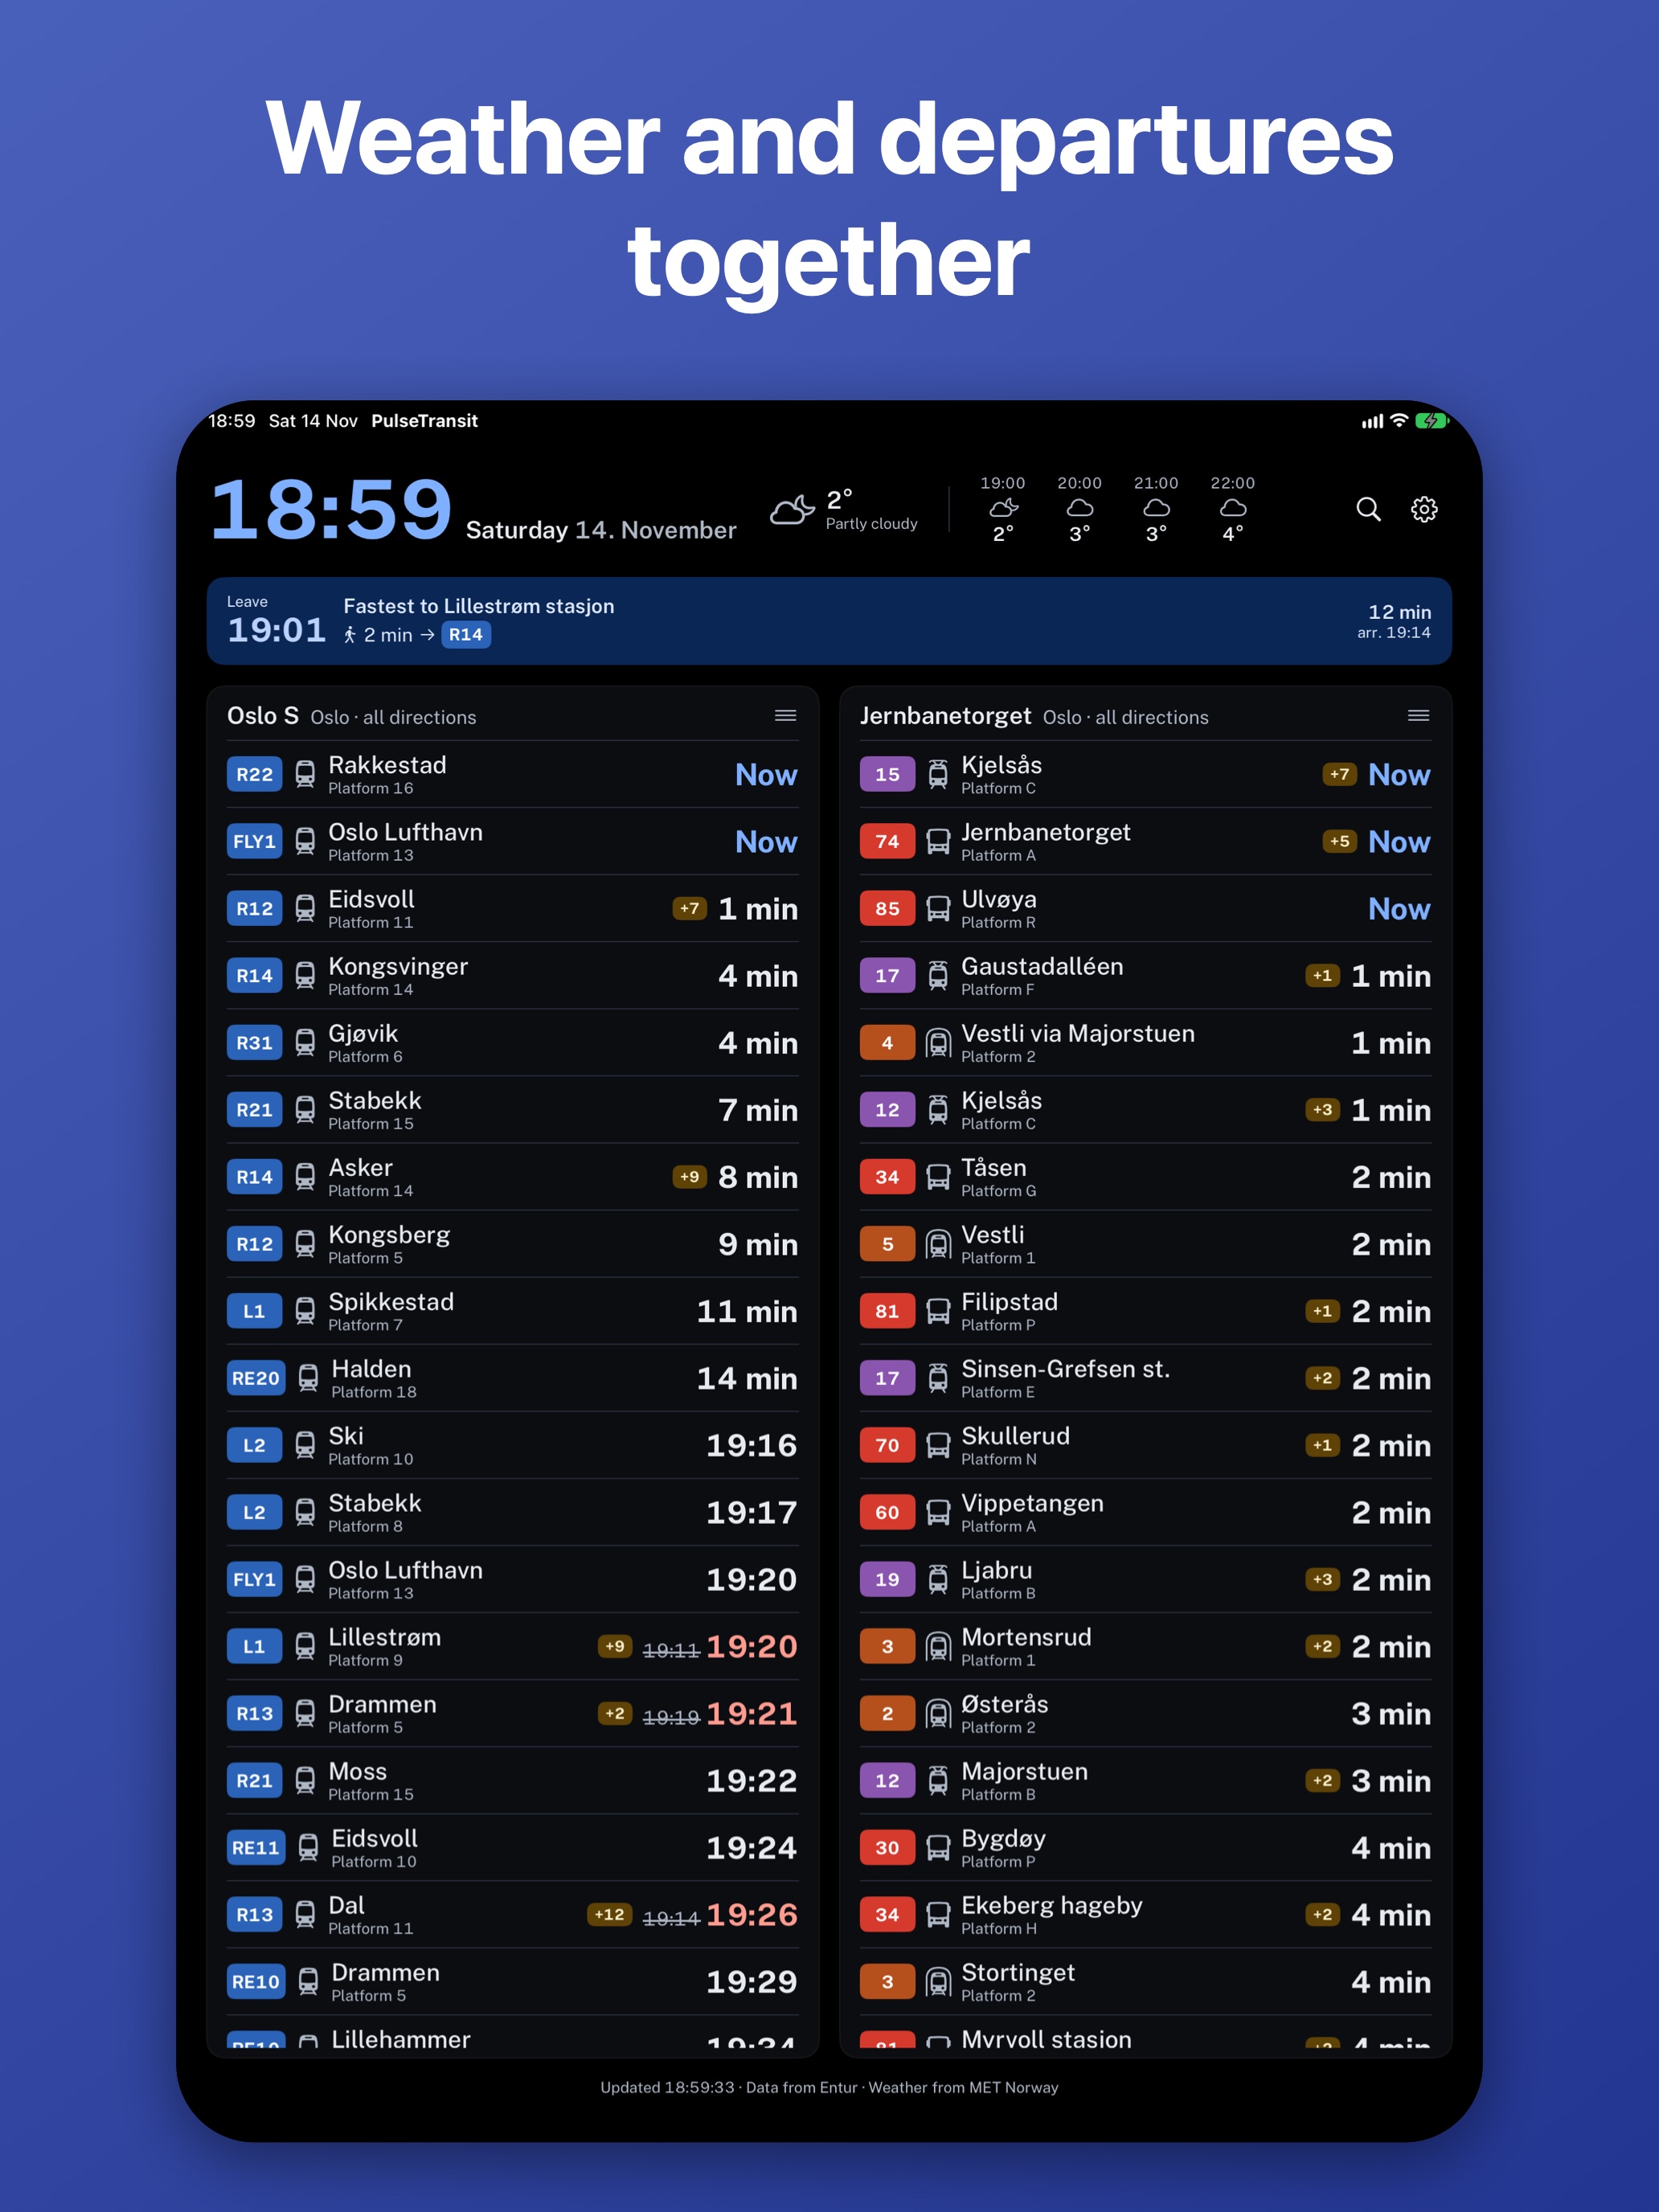 Weather and departures
together
18:59 Sat 14 Nov PulseTransit
18:59 Saturday 14. November
2°
Partly cloudy
19:00 20:00 21:00 22:00
2° 3° 3° 4°
Leave
19:01
Fastest to Lillestrøm stasjon
2 min → R14
12 min
arr. 19:14
Oslo S Oslo · all directions
R22 Rakkestad Now
Platform 16
FLY1 Oslo Lufthavn Now
Platform 13
R12 Eidsvoll +7 1 min
Platform 11
R14 Kongsvinger 4 min
Platform 14
R31 Gjøvik 4 min
Platform 6
R21 Stabekk 7 min
Platform 15
R14 Asker +9 8 min
Platform 14
R12 Kongsberg 9 min
Platform 5
L1 Spikkestad 11 min
Platform 7
RE20 Halden 14 min
Platform 18
L2 Ski 19:16
Platform 10
L2 Stabekk 19:17
Platform 8
FLY1 Oslo Lufthavn 19:20
Platform 13
L1 Lillestrøm +9 19:11 19:20
Platform 9
R13 Drammen +2 19:19 19:21
Platform 5
R21 Moss 19:22
Platform 15
RE11 Eidsvoll 19:24
Platform 10
R13 Dal +12 19:14 19:26
Platform 11
RE10 Drammen 19:29
Platform 5
RE10 Lillehammer 19:34
Jernbanetorget Oslo · all directions
15 Kjelsås +7 Now
Platform C
74 Jernbanetorget +5 Now
Platform A
85 Ulvøya Now
Platform R
17 Gaustadalléen +1 1 min
Platform F
4 Vestli via Majorstuen 1 min
Platform 2
12 Kjelsås +3 1 min
Platform C
34 Tåsen 2 min
Platform G
5 Vestli 2 min
Platform 1
81 Filipstad +1 2 min
Platform P
17 Sinsen-Grefsen st. +2 2 min
Platform E
70 Skullerud +1 2 min
Platform N
60 Vippetangen 2 min
Platform A
19 Ljabru +3 2 min
Platform B
3 Mortensrud +2 2 min
Platform 1
2 Østerås 3 min
Platform 2
12 Majorstuen +2 3 min
Platform B
30 Bygdøy 4 min
Platform P
34 Ekeberg hageby +2 4 min
Platform H
3 Stortinget 4 min
Platform 2
81 Myrvoll stasjon 4 min
Updated 18:59:33 · Data from Entur · Weather from MET Norway